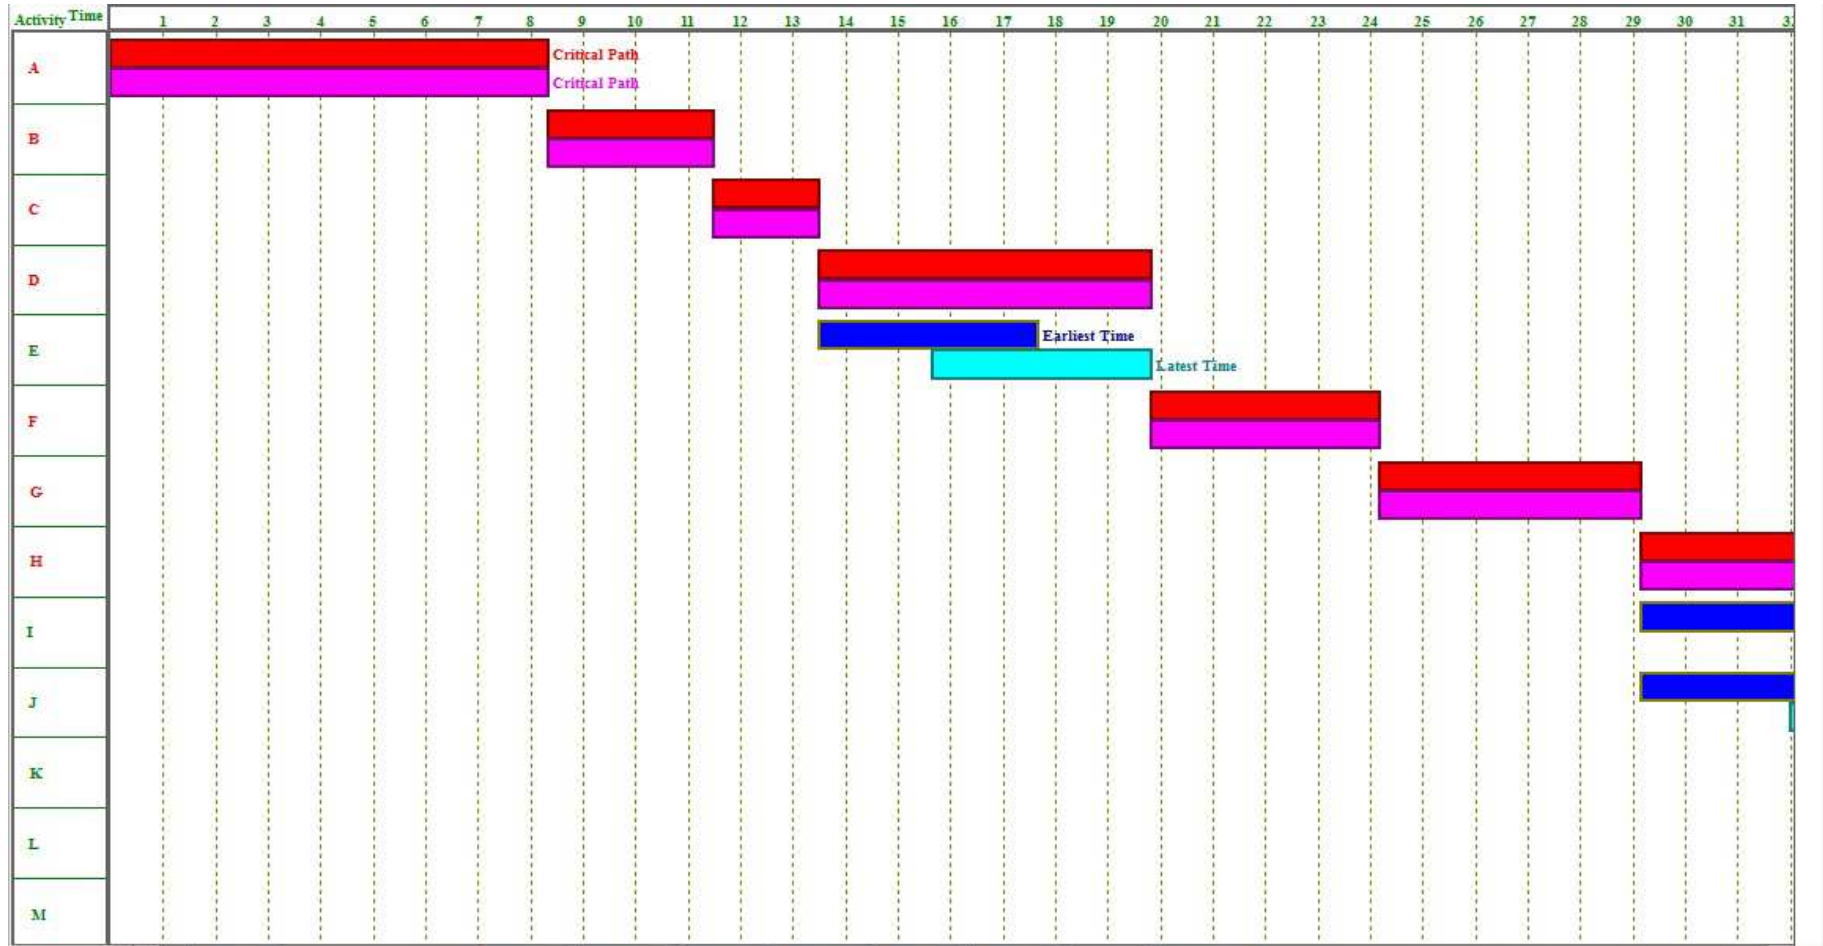 Activity Time 1 2 3 4 5 6 7 8 9 10 11 12 13 14 15 16 17 18 19 20 21 22 23 24 25 26 27 28 29 30 31
A Critical Path
Critical Path
B
C
D
E Earliest Time
Latest Time
F
G
H
I
J
K
L
M